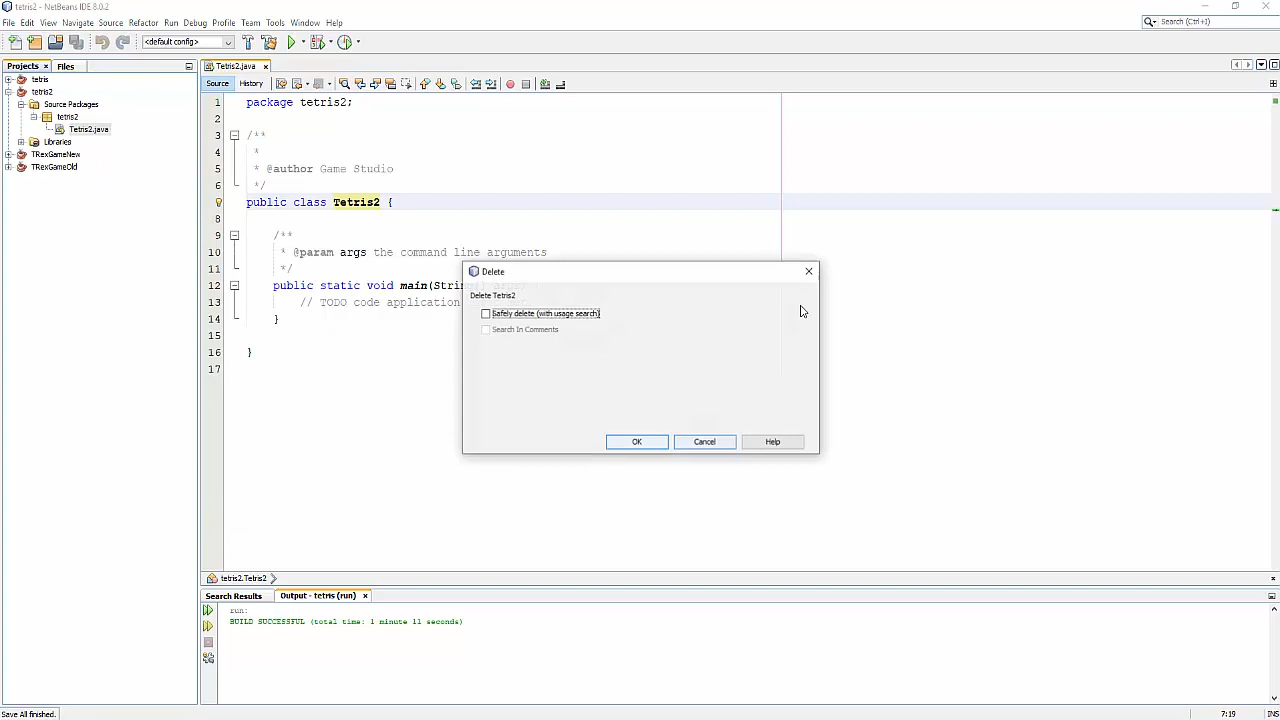 tetris2 - NetBeans IDE 8.0.2
File Edit View Navigate Source Refactor Run Debug Profile Team Tools Window Help
Search (Ctrl+I)
<default config>
Projects Files
Tetris2.java
tetris
tetris2
Source Packages
tetris2
Tetris2.java
Libraries
TRexGameNew
TRexGameOld
Source History
1 package tetris2;
2
3 /**
4 *
5 * @author Game Studio
6 */
7 public class Tetris2 {
8
9 /**
10 * @param args the command line arguments
11 */
12 public static void main(String[] args) {
13 // TODO code application
14 }
15
16 }
17
Delete
Delete Tetris2
Safely delete (with usage search)
Search In Comments
OK Cancel Help
tetris2.Tetris2
Search Results Output - tetris (run)
run:
BUILD SUCCESSFUL (total time: 1 minute 11 seconds)
Save All finished.
7:19 INS